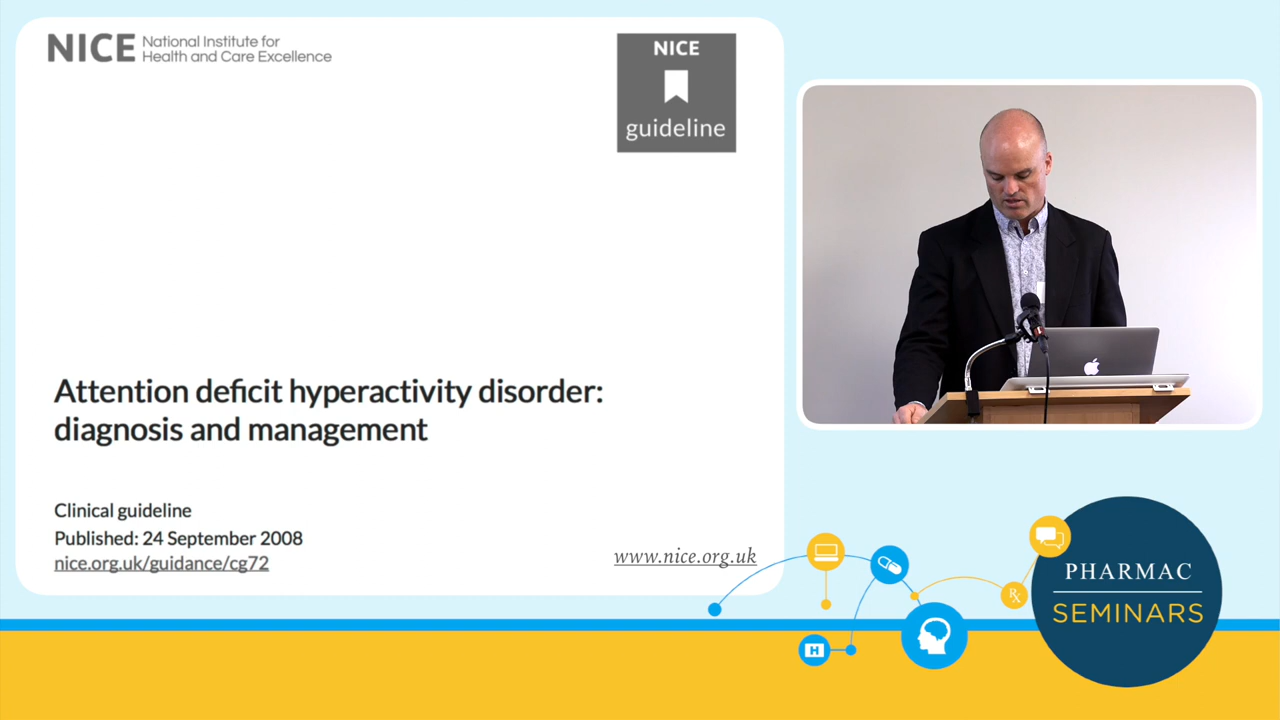 NICE National Institute for
Health and Care Excellence
NICE
guideline
Attention deficit hyperactivity disorder:
diagnosis and management
Clinical guideline
Published: 24 September 2008
nice.org.uk/guidance/cg72
www.nice.org.uk
H
Rx
PHARMAC
SEMINARS